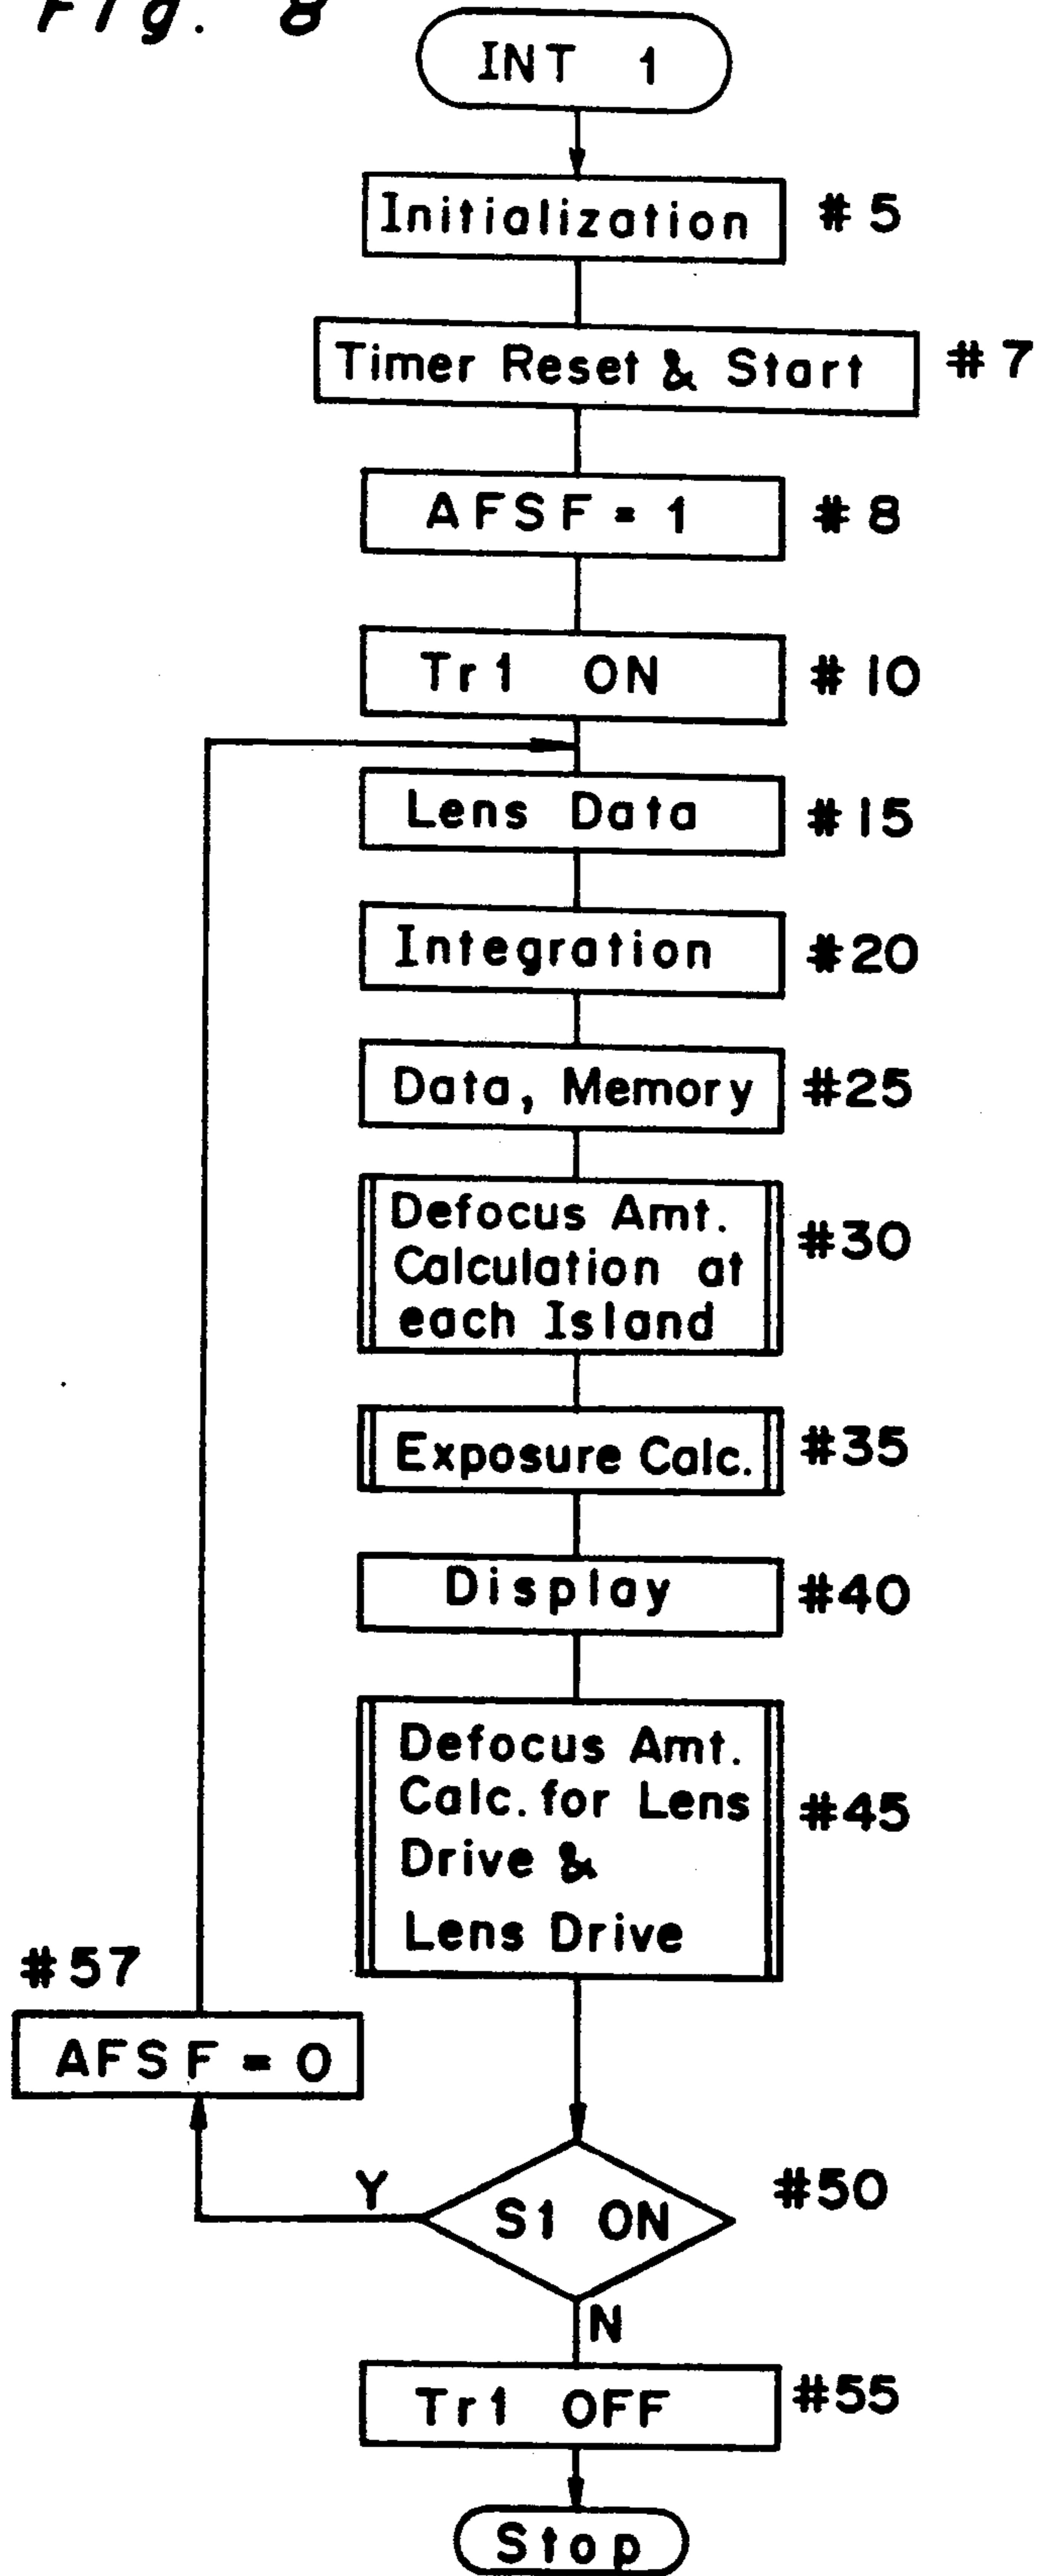 Fig. 8
INT 1
Initialization #5
Timer Reset & Start #7
AFSF = 1 #8
Tr1 ON #10
Lens Data #15
Integration #20
Data, Memory #25
Defocus Amt.
Calculation at
each Island
#30
Exposure Calc. #35
Display #40
Defocus Amt.
Calc. for Lens
Drive &
Lens Drive
#45
#57
AFSF = 0
Y
S1 ON
#50
N
Tr1 OFF #55
Stop